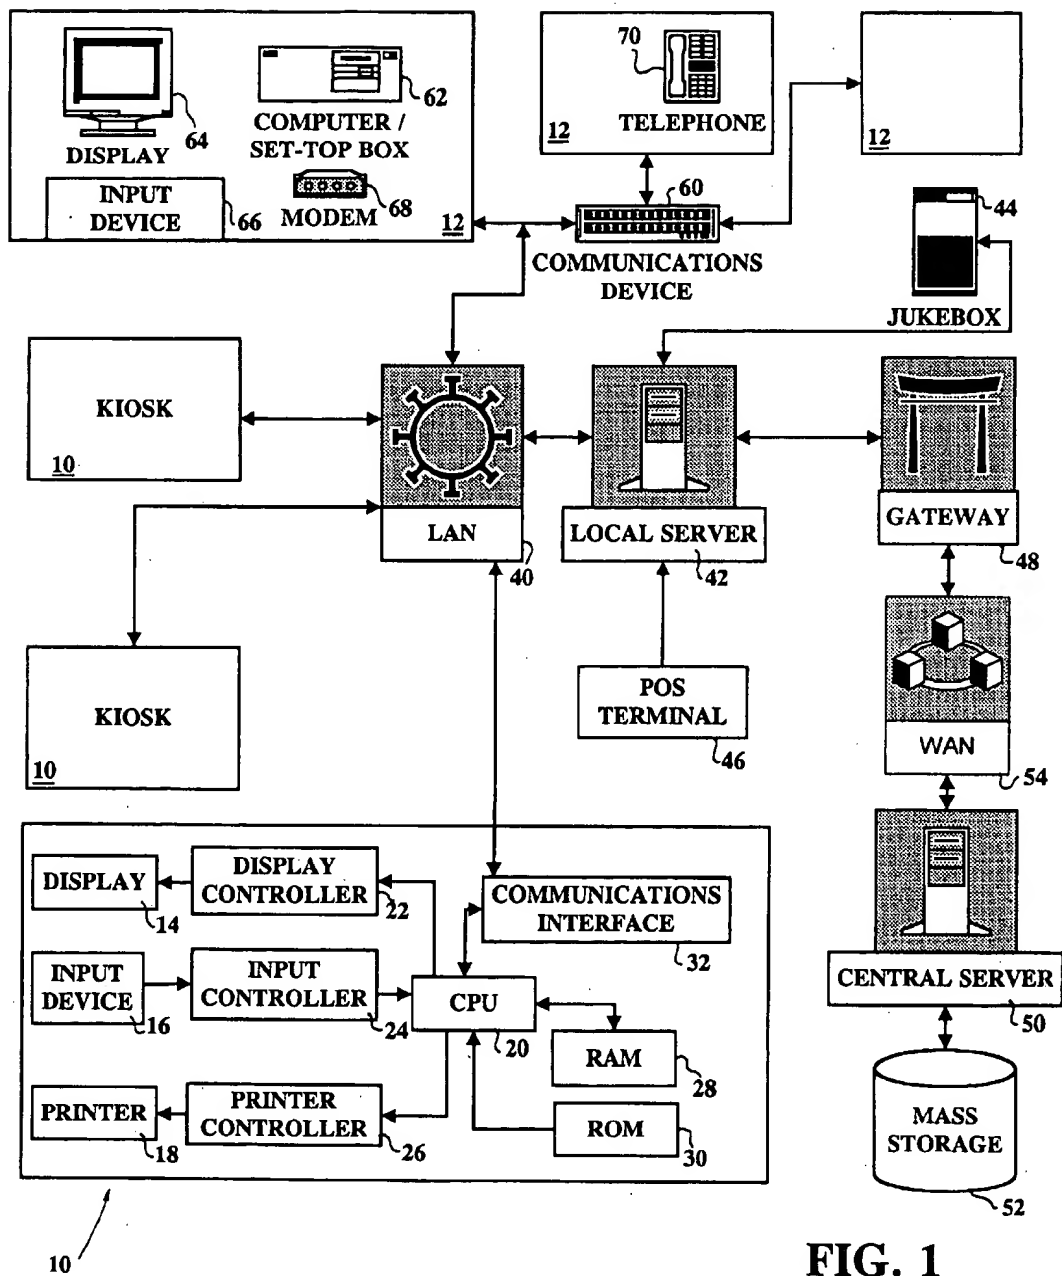 64
DISPLAY
62
COMPUTER /
SET-TOP BOX
INPUT
DEVICE
66
68
MODEM
12
70
TELEPHONE
12
12
60
COMMUNICATIONS
DEVICE
44
JUKEBOX
KIOSK
10
LAN
40
LOCAL SERVER
42
GATEWAY
48
KIOSK
10
POS
TERMINAL
46
WAN
54
DISPLAY
14
DISPLAY
CONTROLLER
22
COMMUNICATIONS
INTERFACE
32
INPUT
DEVICE
16
INPUT
CONTROLLER
24
CPU
20
RAM
28
PRINTER
18
PRINTER
CONTROLLER
26
ROM
30
CENTRAL SERVER
50
MASS
STORAGE
52
10
FIG. 1